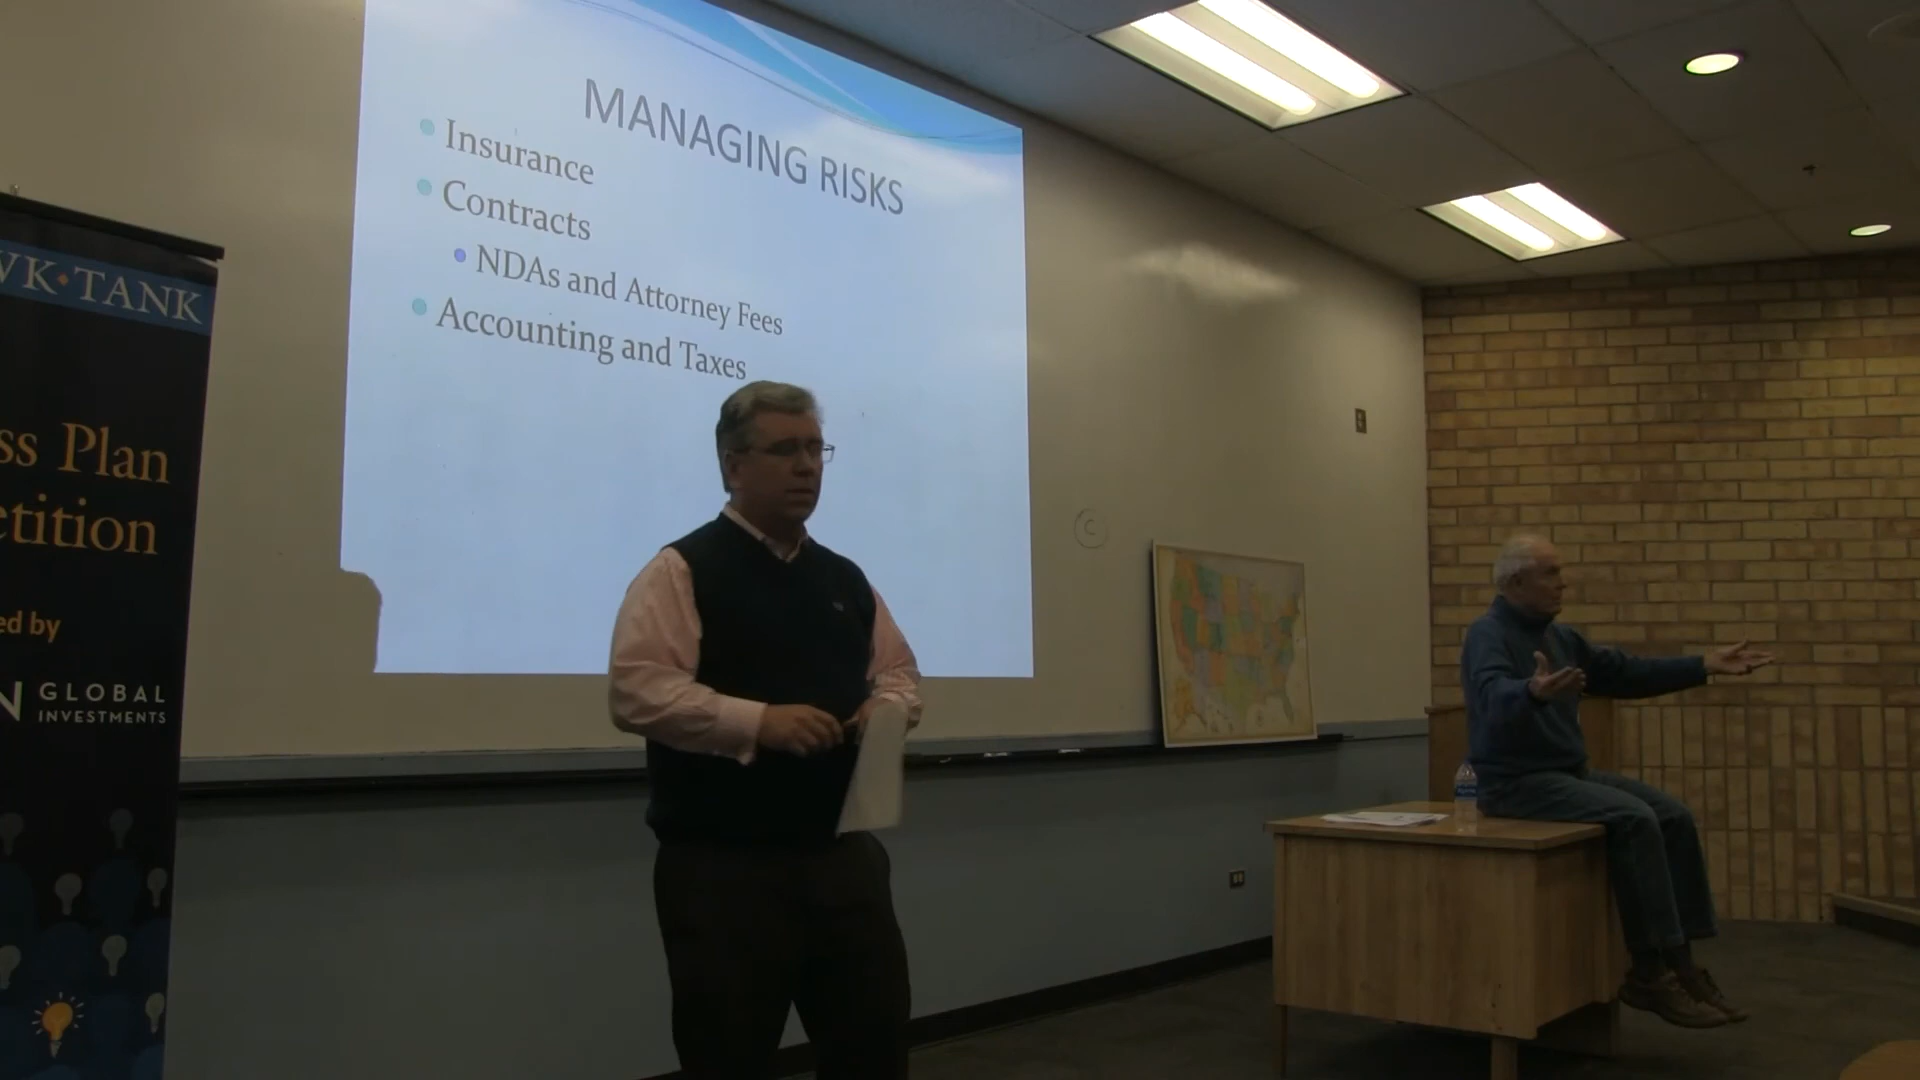 MANAGING RISKS
Insurance
Contracts
NDAs and Attorney Fees
Accounting and Taxes
WK TANK
ss Plan
etition
ed by
N GLOBAL
INVESTMENTS
C